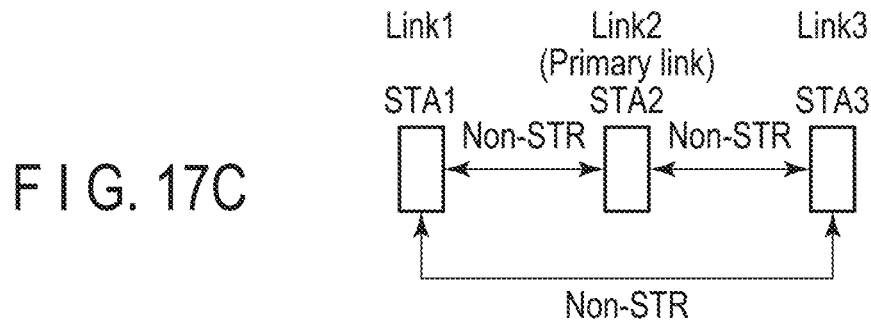 Link1 Link2 Link3
(Primary link)
STA1 STA2 STA3
Non-STR Non-STR
F I G. 17C
Non-STR